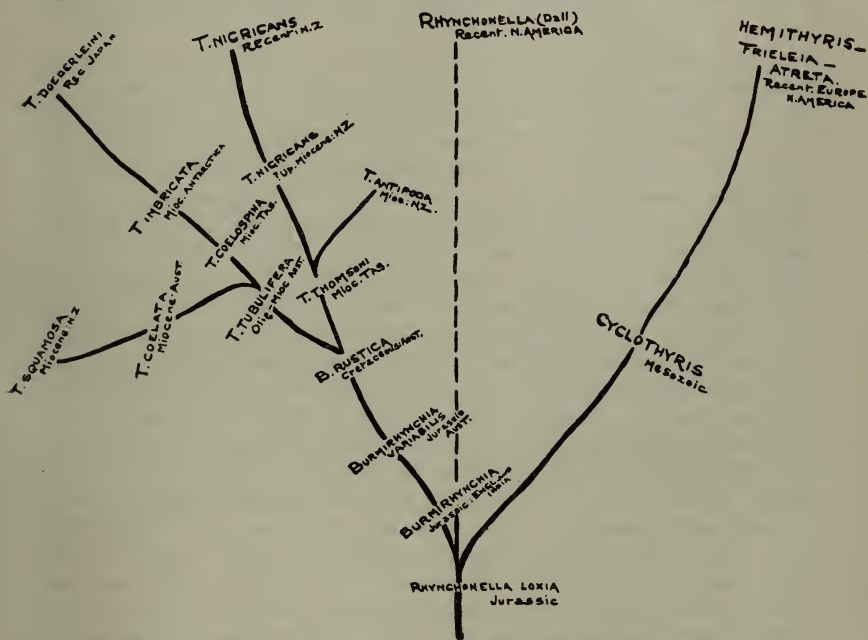 T. DOEDERLEINI
REC JAPAN
T. NIGRICANS
RECENT: N.Z
RHYNCHONELLA (Dall)
Recent. N. AMERICA
HEMITHYRIS—
FRIELEIA —
ATRETA.
Recent. EUROPE
N. AMERICA
T. NIGRICANS
? Up. Miocene: NZ
T. ANTIPODA
Mioc: NZ.
T IMBRICATA
Mioc. ANTARCTICA
T. COELOSPINA
Mioc. TAS.
T. THOMSONI
Mioc. TAS.
T. TUBULIFERA
Olig-Mioc Aust.
T. COELATA
Miocene: Aust
T. SQUAMOSA
Miocene: N.Z
B. RUSTICA
Cretaceous: Aust.
CYCLOTHYRIS
Mesozoic
BURMIRHYNCHIA
VARIABILIS
Jurassic
AUST.
BURMIRHYNCHIA
Jurassic: ENGLAND
INDIA
RHYNCHONELLA LOXIA
Jurassic